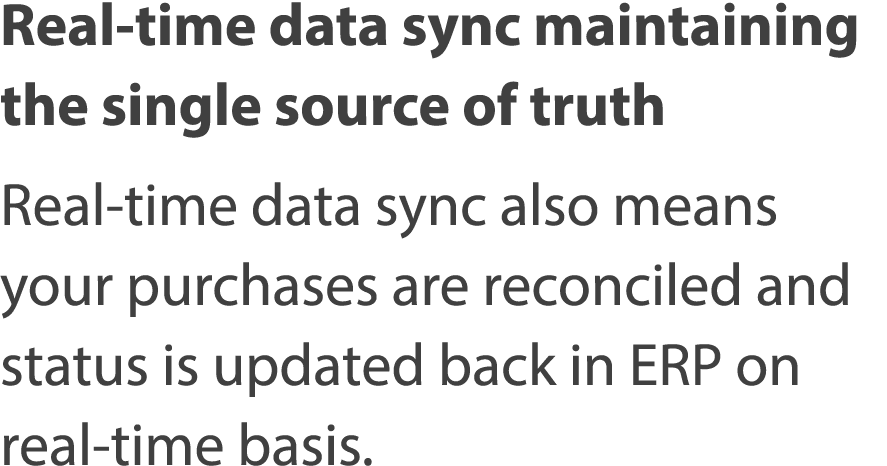 Real-time data sync maintaining
the single source of truth
Real-time data sync also means
your purchases are reconciled and
status is updated back in ERP on
real-time basis.